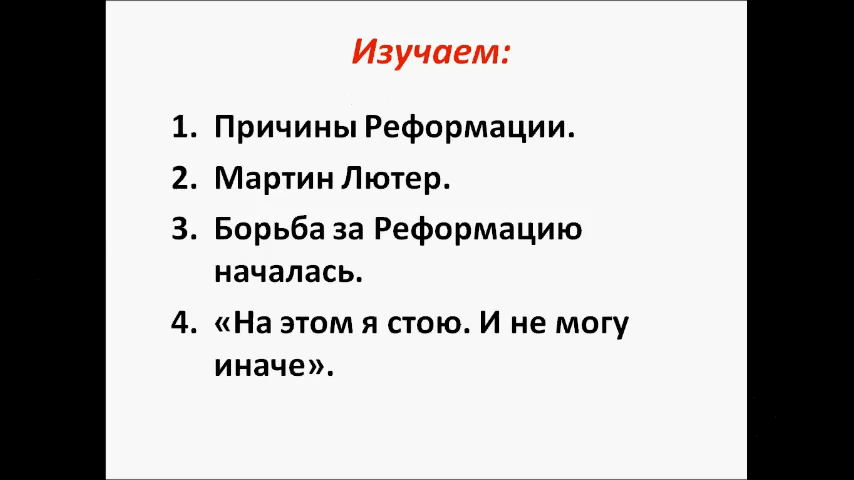 Изучаем:
1. Причины Реформации.
2. Мартин Лютер.
3. Борьба за Реформацию
началась.
4. «На этом я стою. И не могу
иначе».